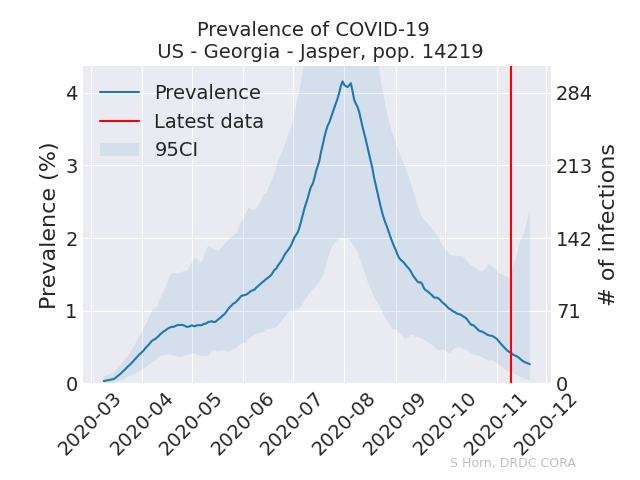 Prevalence of COVID-19
US - Georgia - Jasper, pop. 14219
Prevalence
Latest data
95CI
Prevalence (%)
4
3
2
1
0
# of infections
284
213
142
71
0
2020-03
2020-04
2020-05
2020-06
2020-07
2020-08
2020-09
2020-10
2020-11
2020-12
S Horn, DRDC CORA